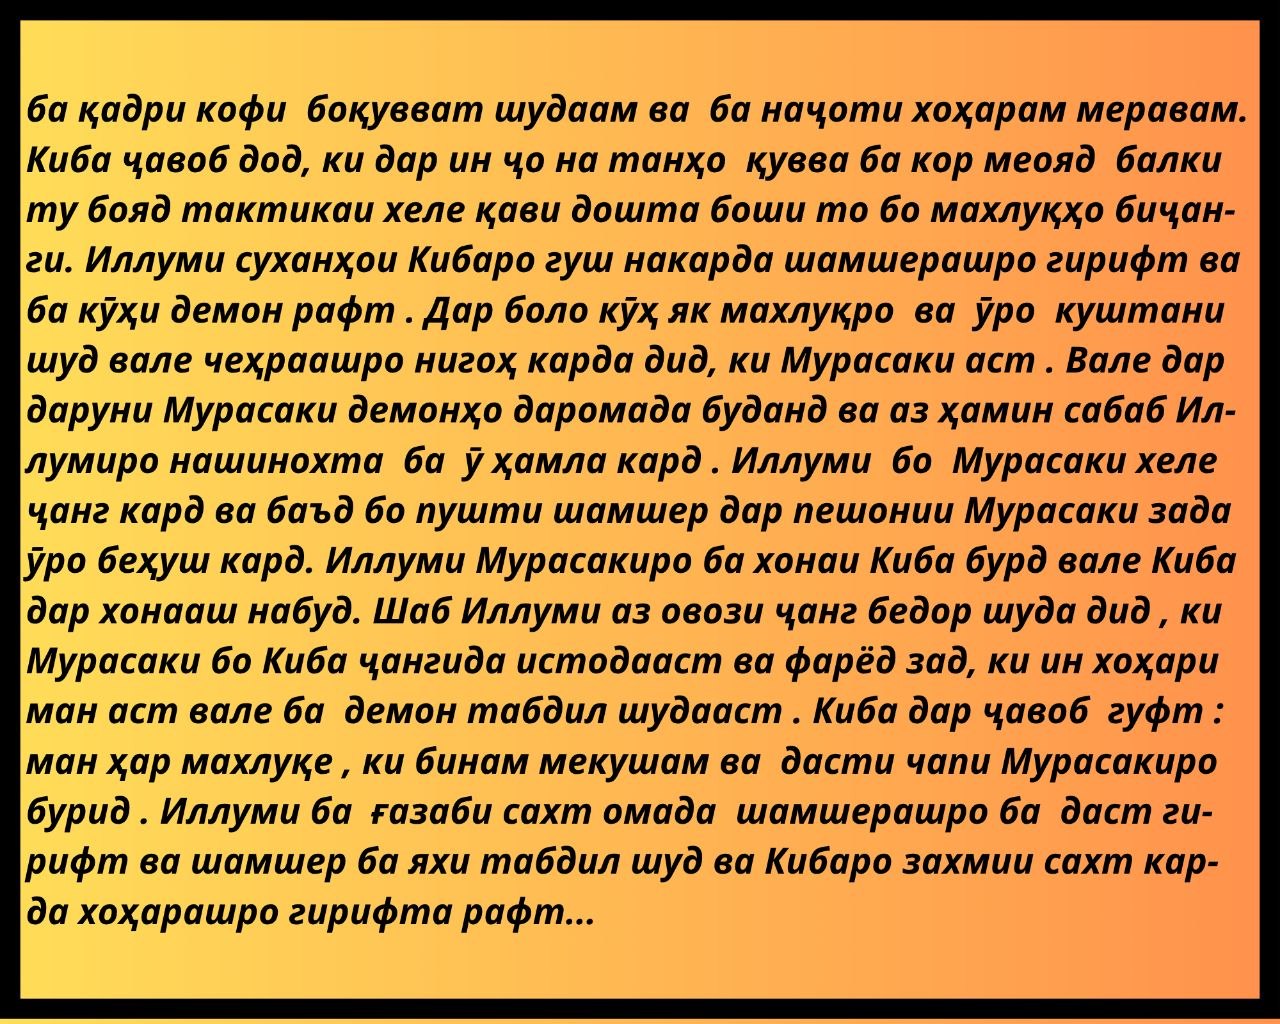 ба қадри кофи боқувват шудаам ва ба наҷоти хоҳарам меравам.
Киба ҷавоб дод, ки дар ин ҷо на танҳо қувва ба кор меояд балки
ту бояд тактикаи хеле қави дошта боши то бо махлуқҳо биҷан-
ги. Иллуми суханҳои Кибаро гуш накарда шамшерашро гирифт ва
ба кӯҳи демон рафт . Дар боло кӯҳ як махлуқро ва ӯро куштани
шуд вале чеҳраашро нигоҳ карда дид, ки Мурасаки аст . Вале дар
даруни Мурасаки демонҳо даромада буданд ва аз ҳамин сабаб Ил-
лумиро нашинохта ба ӯ ҳамла кард . Иллуми бо Мурасаки хеле
ҷанг кард ва баъд бо пушти шамшер дар пешонии Мурасаки зада
ӯро беҳуш кард. Иллуми Мурасакиро ба хонаи Киба бурд вале Киба
дар хонааш набуд. Шаб Иллуми аз овози ҷанг бедор шуда дид , ки
Мурасаки бо Киба ҷангида истодааст ва фарёд зад, ки ин хоҳари
ман аст вале ба демон табдил шудааст . Киба дар ҷавоб гуфт :
ман ҳар махлуқе , ки бинам мекушам ва дасти чапи Мурасакиро
бурид . Иллуми ба ғазаби сахт омада шамшерашро ба даст ги-
рифт ва шамшер ба яхи табдил шуд ва Кибаро захмии сахт кар-
да хоҳарашро гирифта рафт...